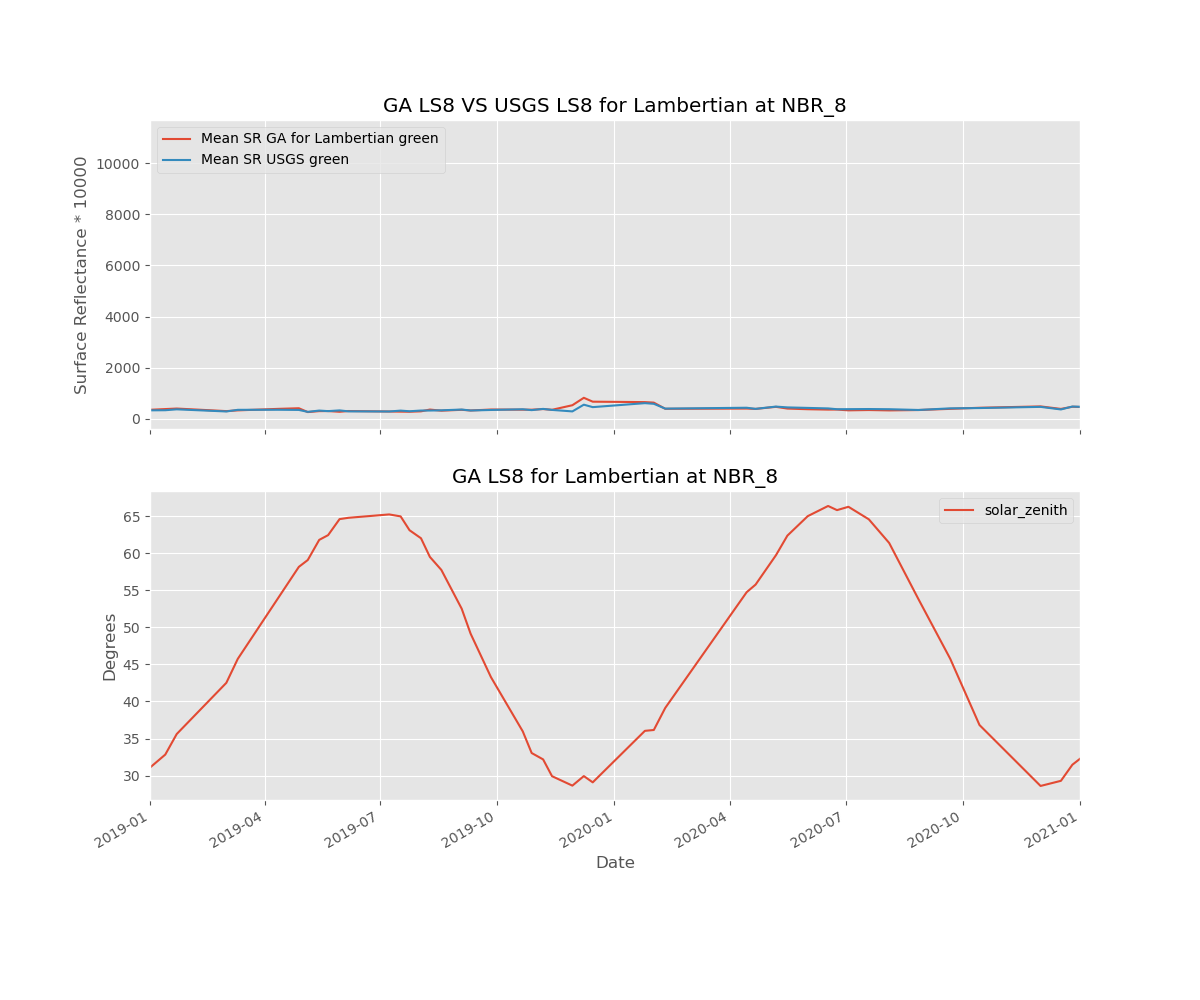 GA LS8 VS USGS LS8 for Lambertian at NBR_8
Mean SR GA for Lambertian green
Mean SR USGS green
Surface Reflectance * 10000
10000
8000
6000
4000
2000
0
GA LS8 for Lambertian at NBR_8
solar_zenith
Degrees
65
60
55
50
45
40
35
30
2019-01
2019-04
2019-07
2019-10
2020-01
2020-04
2020-07
2020-10
2021-01
Date